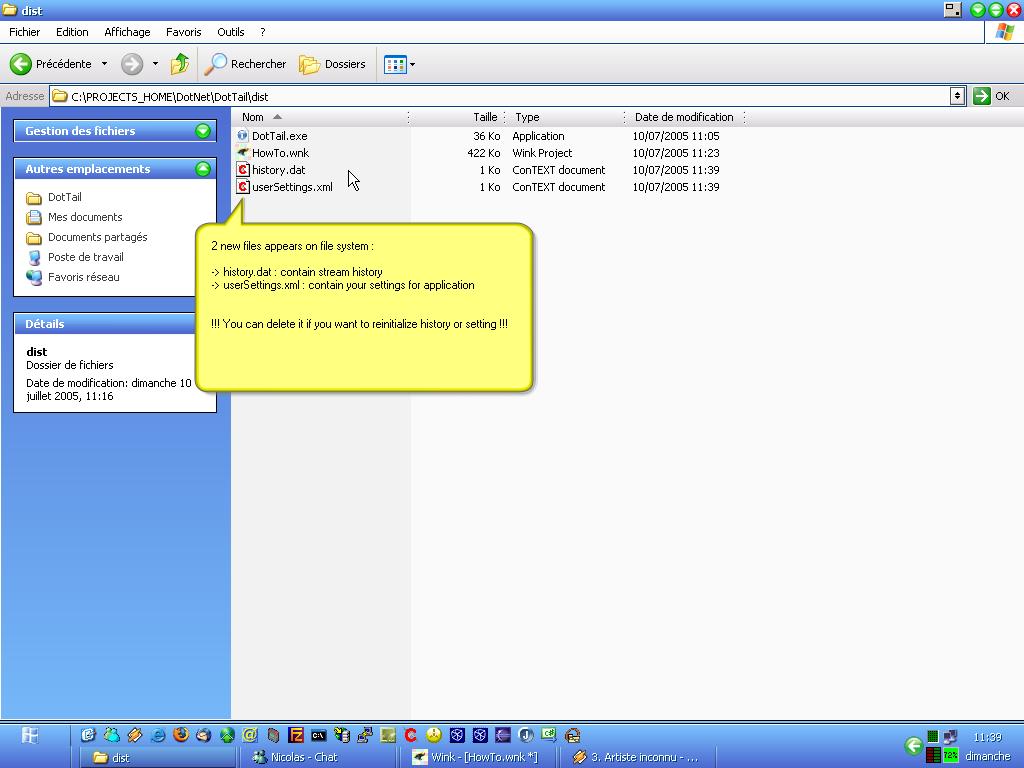 dist
Fichier Edition Affichage Favoris Outils ?
Précédente Rechercher Dossiers
Adresse C:\PROJECTS_HOME\DotNet\DotTail\dist OK
Gestion des fichiers
Autres emplacements
DotTail
Mes documents
Documents partagés
Poste de travail
Favoris réseau
Détails
dist
Dossier de fichiers
Date de modification: dimanche 10
juillet 2005, 11:16
Nom Taille Type Date de modification
DotTail.exe 36 Ko Application 10/07/2005 11:05
HowTo.wnk 422 Ko Wink Project 10/07/2005 11:23
history.dat 1 Ko ConTEXT document 10/07/2005 11:39
userSettings.xml 1 Ko ConTEXT document 10/07/2005 11:39
2 new files appears on file system :
-> history.dat : contain stream history
-> userSettings.xml : contain your settings for application
!!! You can delete it if you want to reinitialize history or setting !!!
dist Nicolas - Chat Wink - [HowTo.wnk *] 3. Artiste inconnu - ...
11:39
72% dimanche